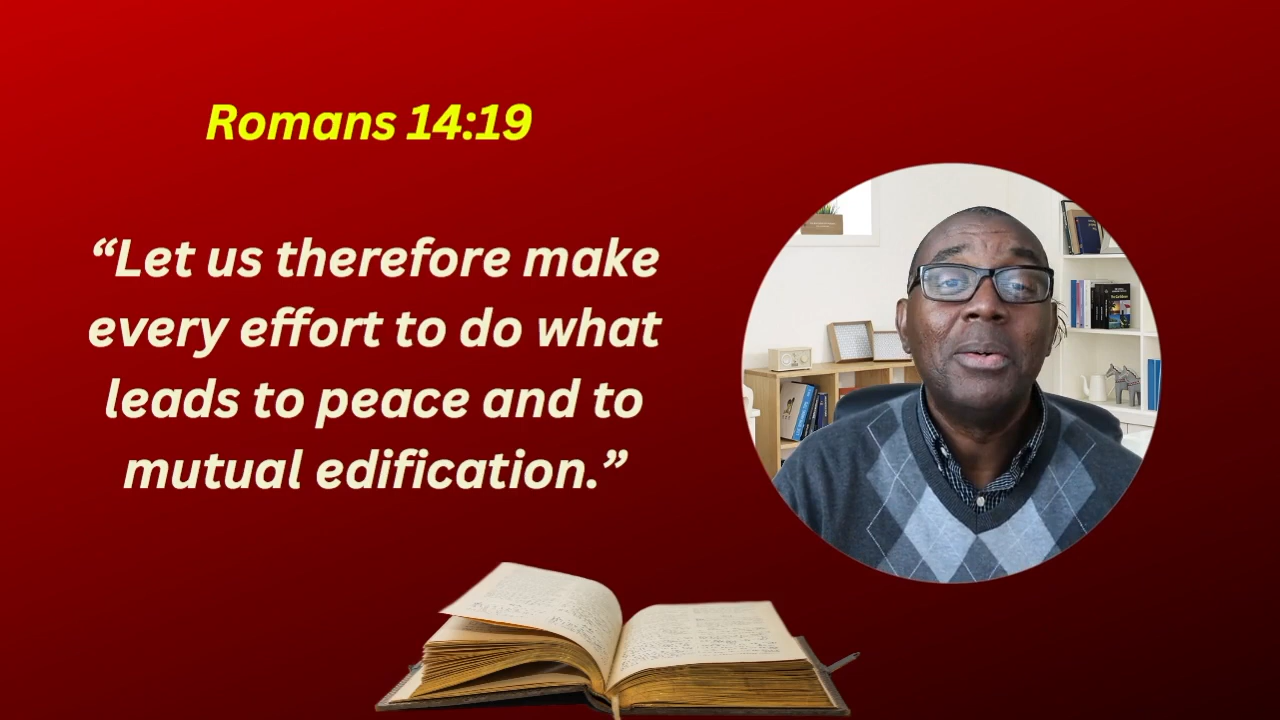 Romans 14:19
“Let us therefore make
every effort to do what
leads to peace and to
mutual edification.”